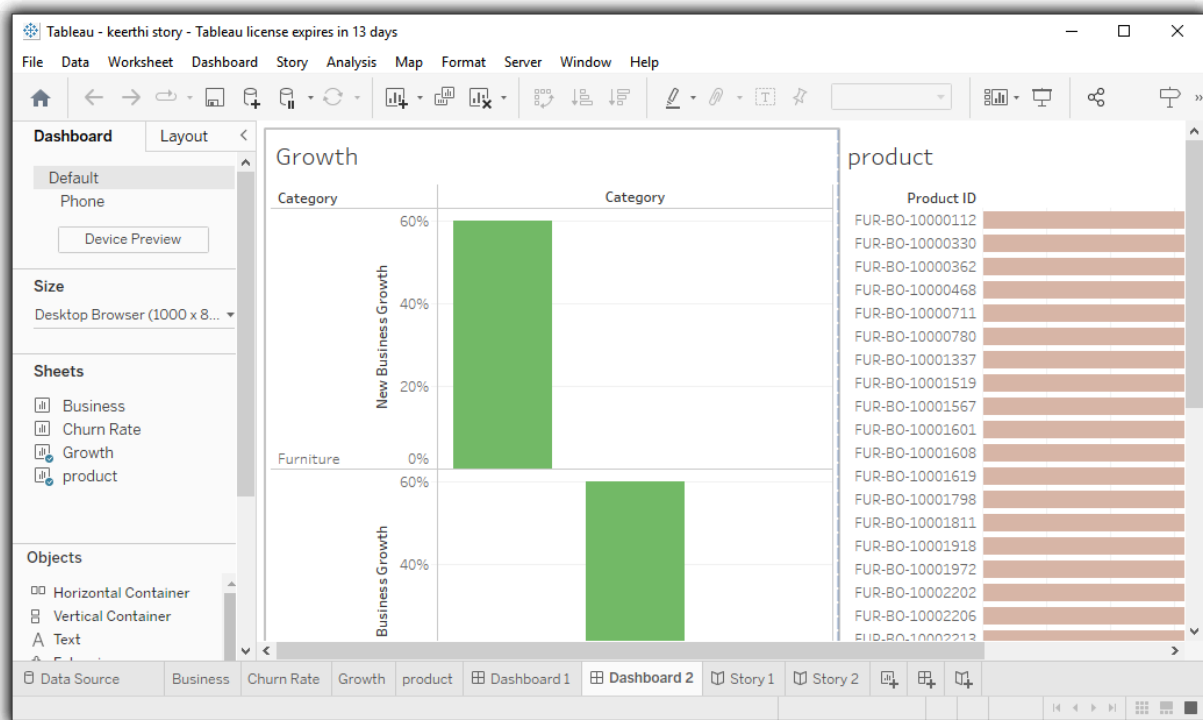 Tableau - keerthi story - Tableau license expires in 13 days
File Data Worksheet Dashboard Story Analysis Map Format Server Window Help
Dashboard Layout
Default
Phone
Device Preview
Size
Desktop Browser (1000 x 8...
Sheets
Business
Churn Rate
Growth
product
Objects
Horizontal Container
Vertical Container
Text
Growth
Category Category
New Business Growth
60%
40%
20%
0%
Furniture
Business Growth
60%
40%
product
Product ID
FUR-BO-10000112
FUR-BO-10000330
FUR-BO-10000362
FUR-BO-10000468
FUR-BO-10000711
FUR-BO-10000780
FUR-BO-10001337
FUR-BO-10001519
FUR-BO-10001567
FUR-BO-10001601
FUR-BO-10001608
FUR-BO-10001619
FUR-BO-10001798
FUR-BO-10001811
FUR-BO-10001918
FUR-BO-10001972
FUR-BO-10002202
FUR-BO-10002206
FUR-BO-10002213
Data Source Business Churn Rate Growth product Dashboard 1 Dashboard 2 Story 1 Story 2